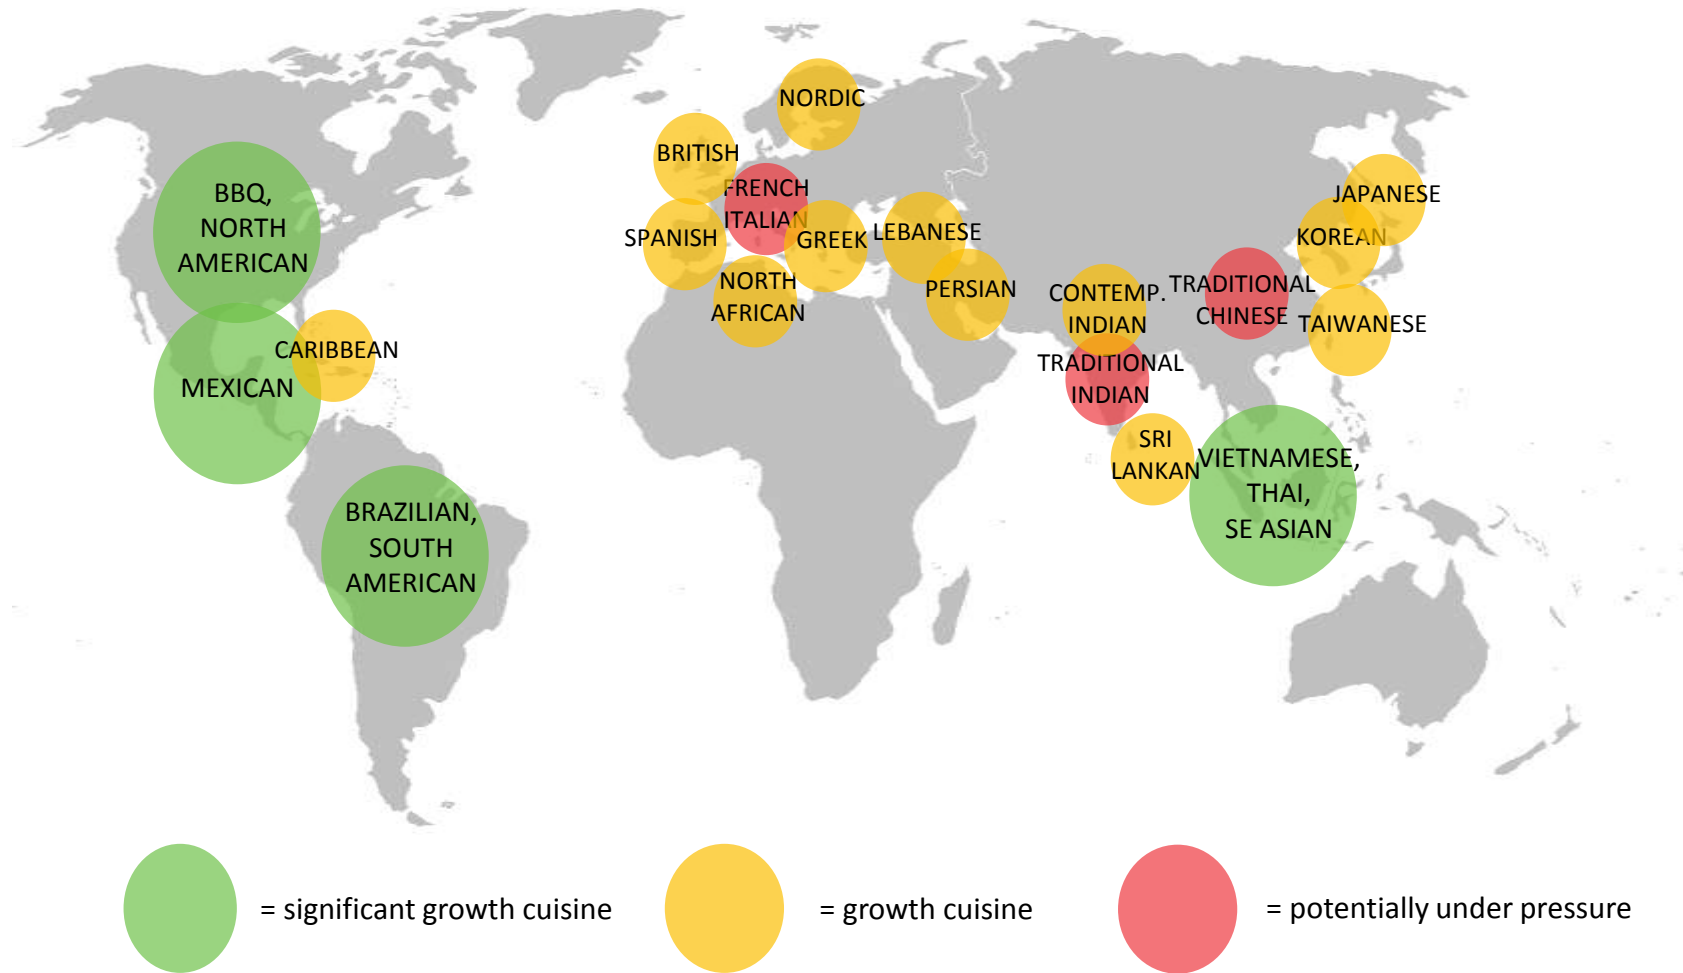 NORDIC
BRITISH
BBQ,
NORTH
AMERICAN
FRENCH
ITALIAN
JAPANESE
SPANISH
GREEK
LEBANESE
KOREAN
NORTH
AFRICAN
PERSIAN
CONTEMP.
INDIAN
TRADITIONAL
CHINESE
TAIWANESE
CARIBBEAN
MEXICAN
TRADITIONAL
INDIAN
SRI
LANKAN
VIETNAMESE,
THAI,
SE ASIAN
BRAZILIAN,
SOUTH
AMERICAN
= significant growth cuisine
= growth cuisine
= potentially under pressure